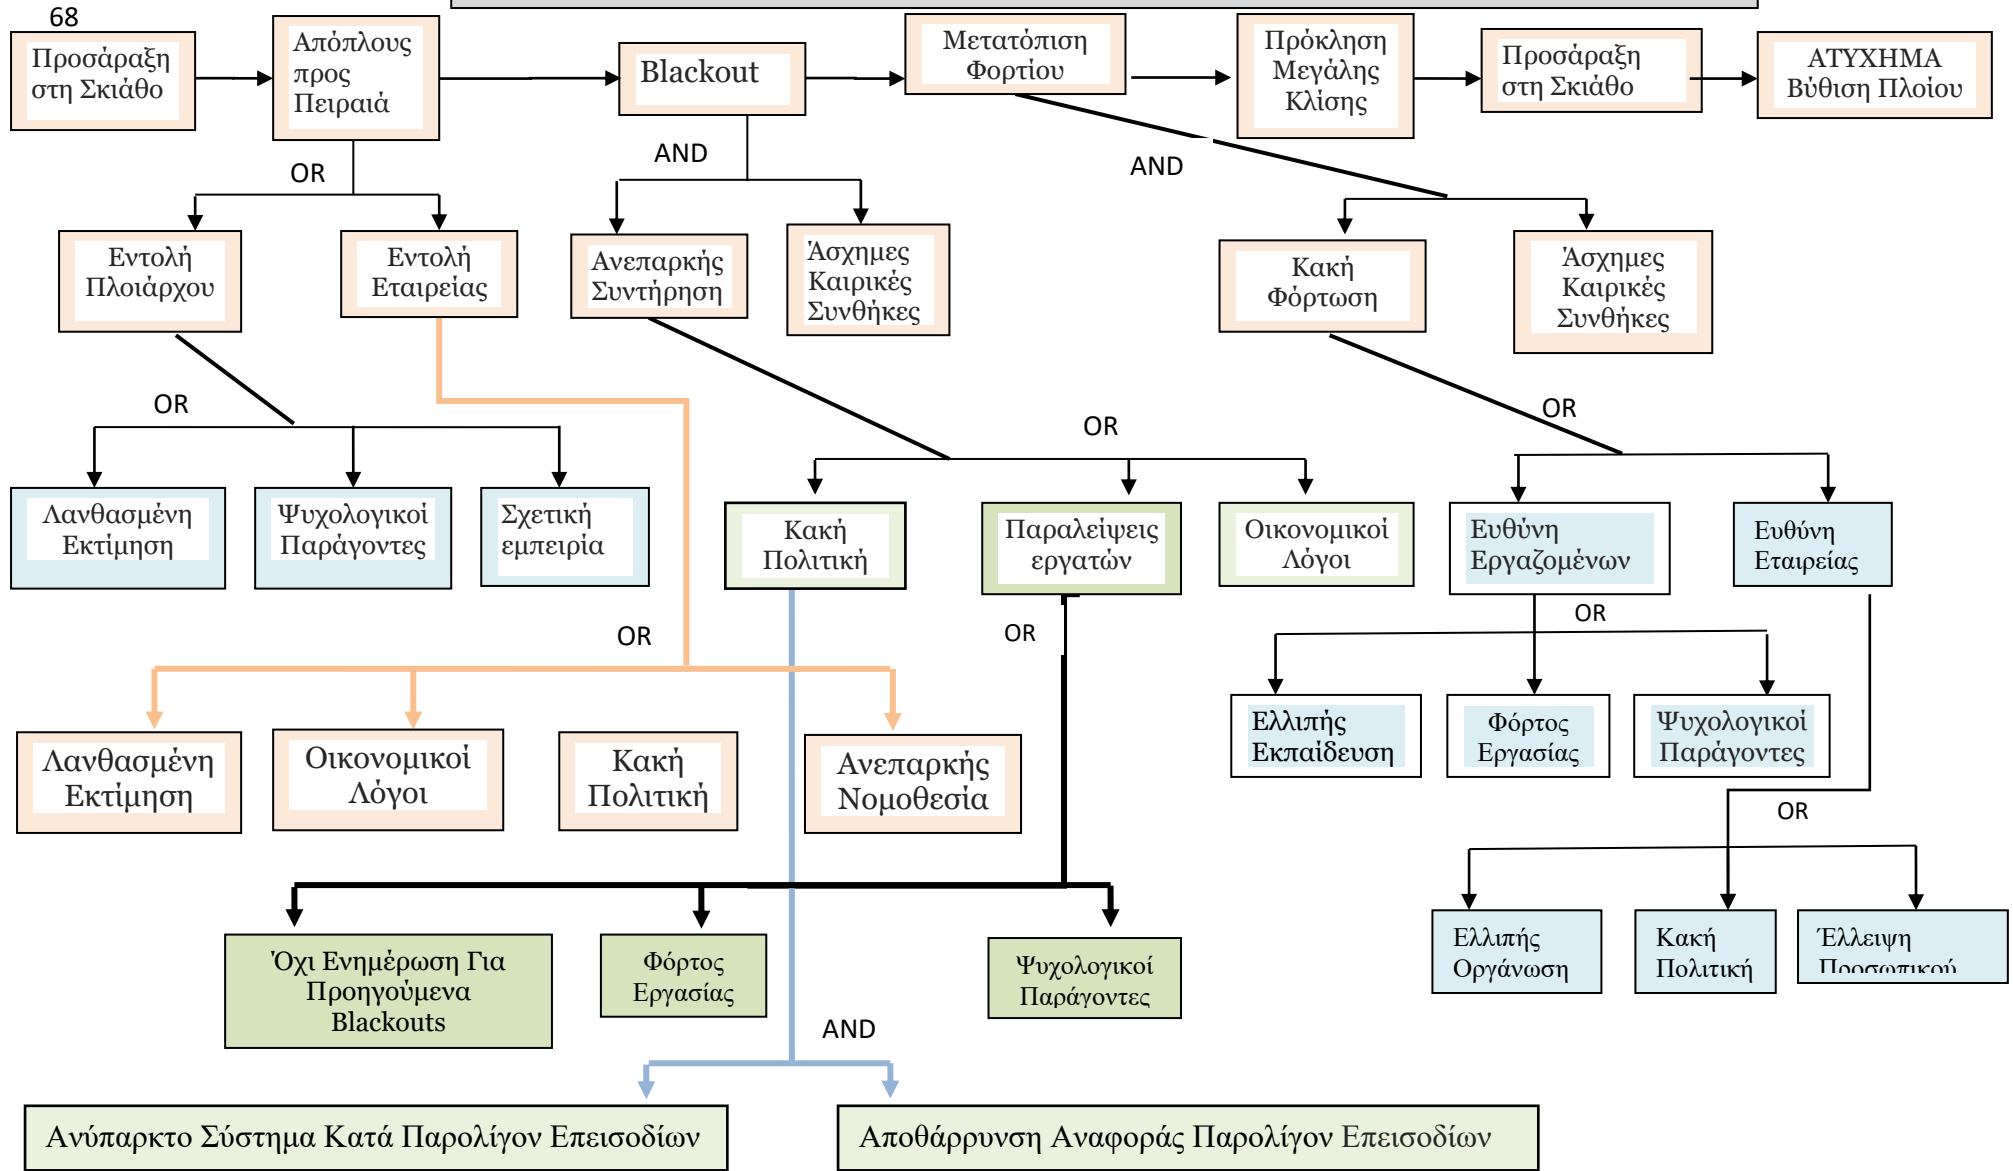 68
Προσάραξη
στη Σκιάθο
Απόπλους
προς
Πειραιά
Blackout
Μετατόπιση
Φορτίου
Πρόκληση
Μεγάλης
Κλίσης
Προσάραξη
στη Σκιάθο
ΑΤΥΧΗΜΑ
Βύθιση Πλοίου
OR
AND
AND
Εντολή
Πλοιάρχου
Εντολή
Εταιρείας
Ανεπαρκής
Συντήρηση
Άσχημες
Καιρικές
Συνθήκες
Κακή
Φόρτωση
Άσχημες
Καιρικές
Συνθήκες
OR
OR
OR
Λανθασμένη
Εκτίμηση
Ψυχολογικοί
Παράγοντες
Σχετική
εμπειρία
Κακή
Πολιτική
Παραλείψεις
εργατών
Οικονομικοί
Λόγοι
Ευθύνη
Εργαζομένων
Ευθύνη
Εταιρείας
OR
OR
OR
Λανθασμένη
Εκτίμηση
Οικονομικοί
Λόγοι
Κακή
Πολιτική
Ανεπαρκής
Νομοθεσία
Ελλιπής
Εκπαίδευση
Φόρτος
Εργασίας
Ψυχολογικοί
Παράγοντες
OR
Όχι Ενημέρωση Για
Προηγούμενα
Blackouts
Φόρτος
Εργασίας
Ψυχολογικοί
Παράγοντες
Ελλιπής
Οργάνωση
Κακή
Πολιτική
Έλλειψη
Προσωπικού
AND
Ανύπαρκτο Σύστημα Κατά Παρολίγον Επεισοδίων
Αποθάρρυνση Αναφοράς Παρολίγον Επεισοδίων